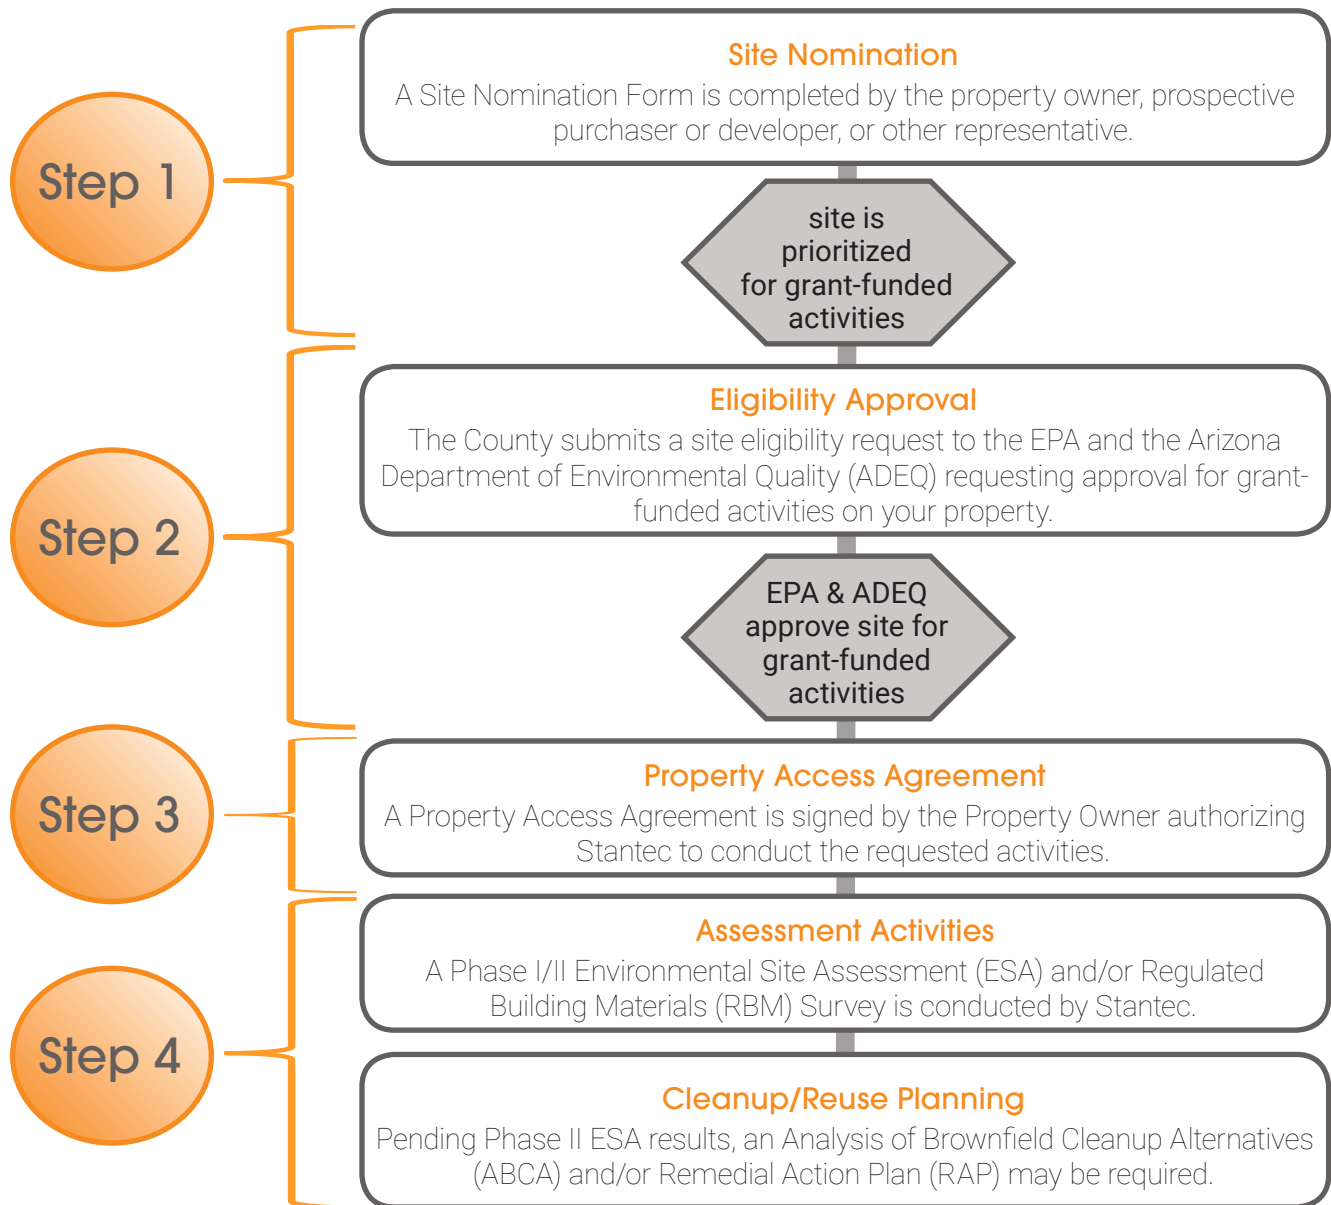 Step 1
Site Nomination
A Site Nomination Form is completed by the property owner, prospective
purchaser or developer, or other representative.
site is
prioritized
for grant-funded
activities
Step 2
Eligibility Approval
The County submits a site eligibility request to the EPA and the Arizona
Department of Environmental Quality (ADEQ) requesting approval for grant-
funded activities on your property.
EPA & ADEQ
approve site for
grant-funded
activities
Step 3
Property Access Agreement
A Property Access Agreement is signed by the Property Owner authorizing
Stantec to conduct the requested activities.
Step 4
Assessment Activities
A Phase I/II Environmental Site Assessment (ESA) and/or Regulated
Building Materials (RBM) Survey is conducted by Stantec.
Cleanup/Reuse Planning
Pending Phase II ESA results, an Analysis of Brownfield Cleanup Alternatives
(ABCA) and/or Remedial Action Plan (RAP) may be required.